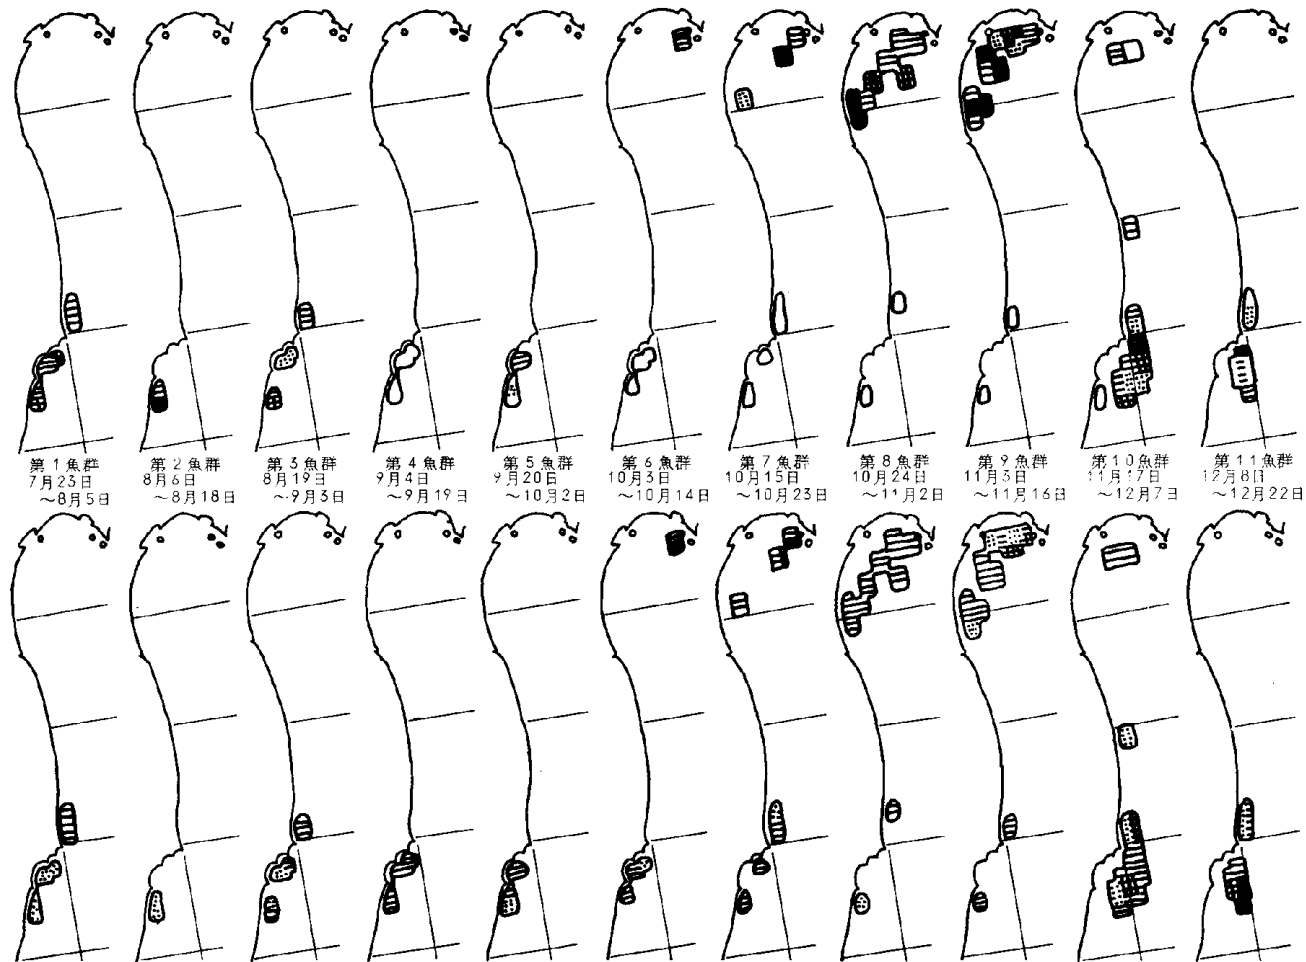 第1魚群
7月23日
～8月5日
第2魚群
8月6日
～8月18日
第3魚群
8月19日
～9月3日
第4魚群
9月4日
～9月19日
第5魚群
9月20日
～10月2日
第6魚群
10月3日
～10月14日
第7魚群
10月15日
～10月23日
第8魚群
10月24日
～11月2日
第9魚群
11月3日
～11月16日
第10魚群
11月17日
～12月7日
第11魚群
12月8日
～12月22日